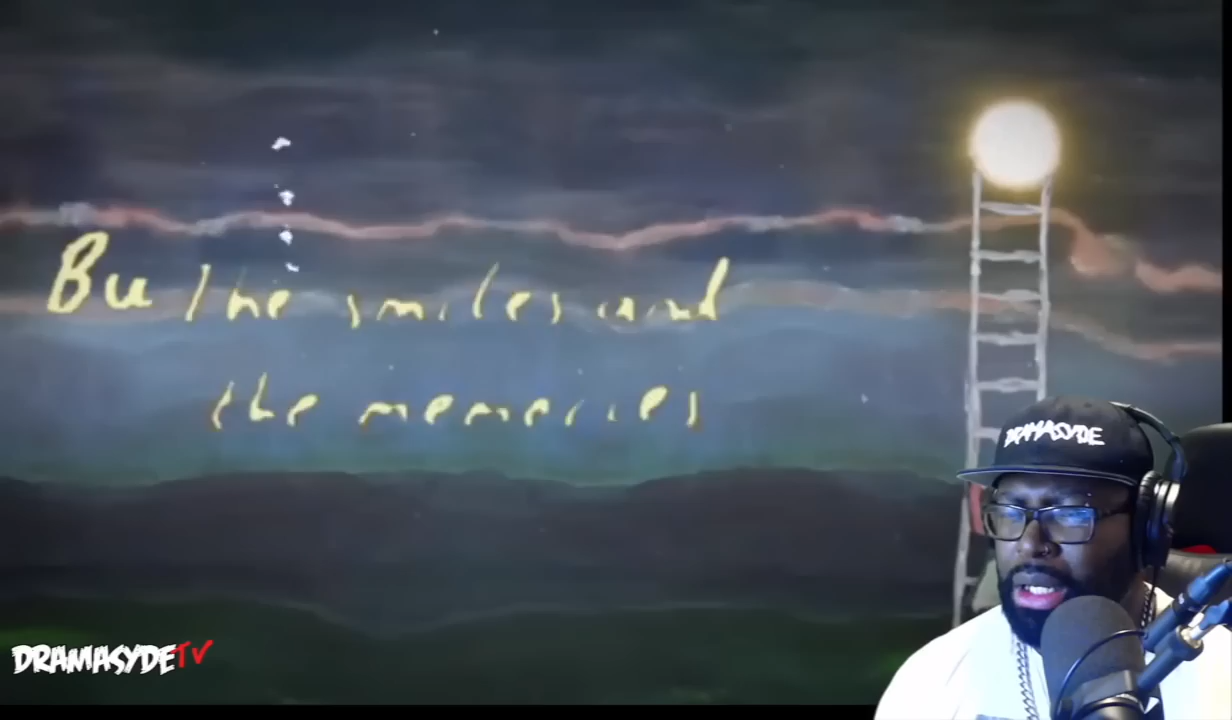 But the smiles and
the memories
DRAMASYDE
DRAMASYDETV